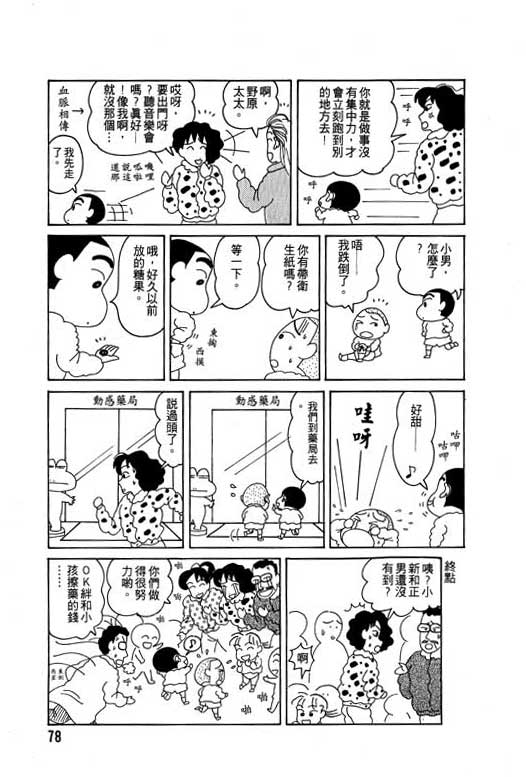 你就是做事沒
有集中力，才
會立刻跑到別
的地方去！
呼
呼
呼
啊，
野原
太太。
哎呀，
要出門呀
？聽音樂會
嗎？真好—
！像我啊，
就沒那個…
嘰哩
呱啦
說這
道那
血脈相傳→
我先走
了。
小男，
怎麼了
？
唔—
我跌倒了。
你有帶衛
生紙嗎？
等一下。
東掏
西摸
哦，好久以前
放的糖果。
咕呷
咕呷
好甜—♪
哇呀
動感藥局
我們到藥局去
。
動感藥局
說過頭了。
終點
咦？小
新和正
男還沒
有到？
啊
你們做
得很努
力喲。
呼
呼
呼
OK絆和小
孩擦藥的錢
……
78